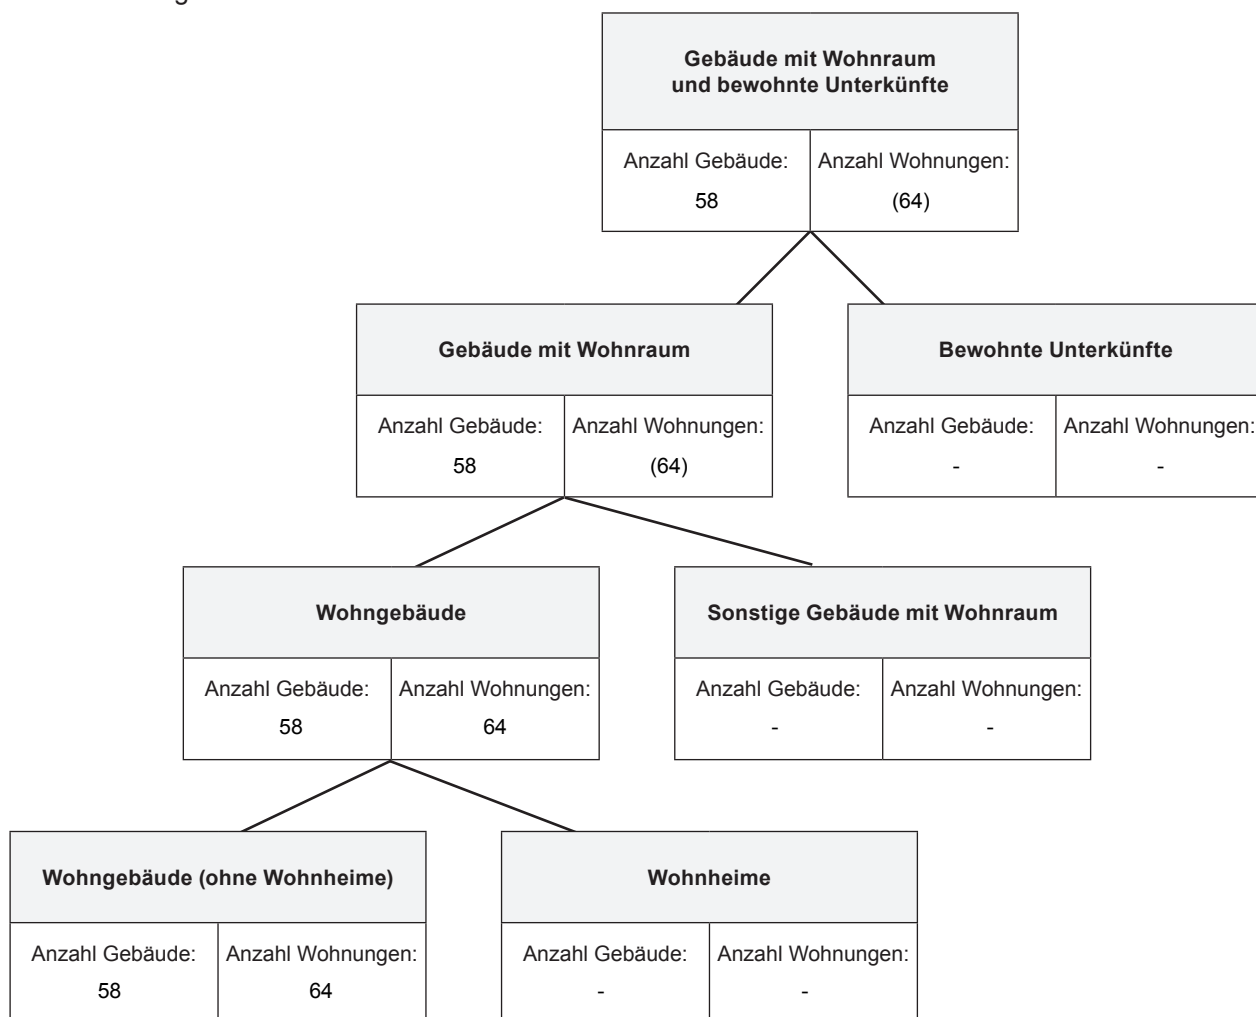 Gebäude mit Wohnraum
und bewohnte Unterkünfte
Anzahl Gebäude: Anzahl Wohnungen:
58 (64)
Gebäude mit Wohnraum Bewohnte Unterkünfte
Anzahl Gebäude: Anzahl Wohnungen: Anzahl Gebäude: Anzahl Wohnungen:
58 (64) - -
Wohngebäude Sonstige Gebäude mit Wohnraum
Anzahl Gebäude: Anzahl Wohnungen: Anzahl Gebäude: Anzahl Wohnungen:
58 64 - -
Wohngebäude (ohne Wohnheime) Wohnheime
Anzahl Gebäude: Anzahl Wohnungen: Anzahl Gebäude: Anzahl Wohnungen:
58 64 - -